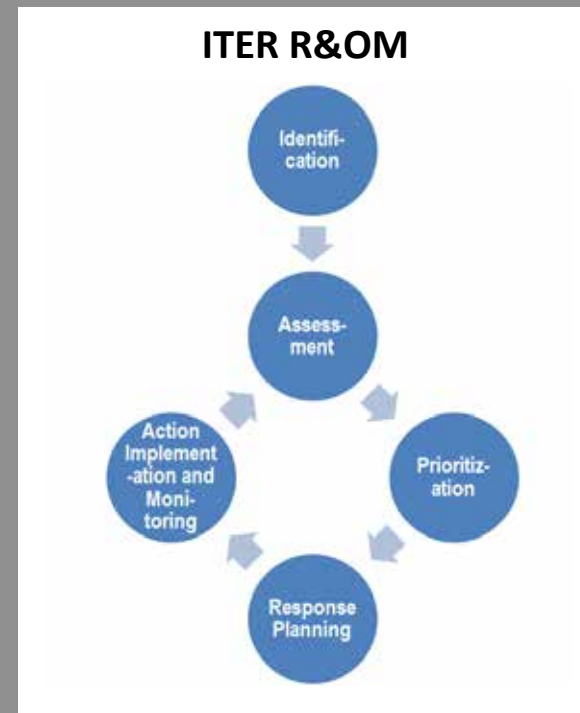 ITER R&OM
Identifi-
cation
Assess-
ment
Prioritiz-
ation
Response
Planning
Action
Implement
-ation and
Moni-
toring